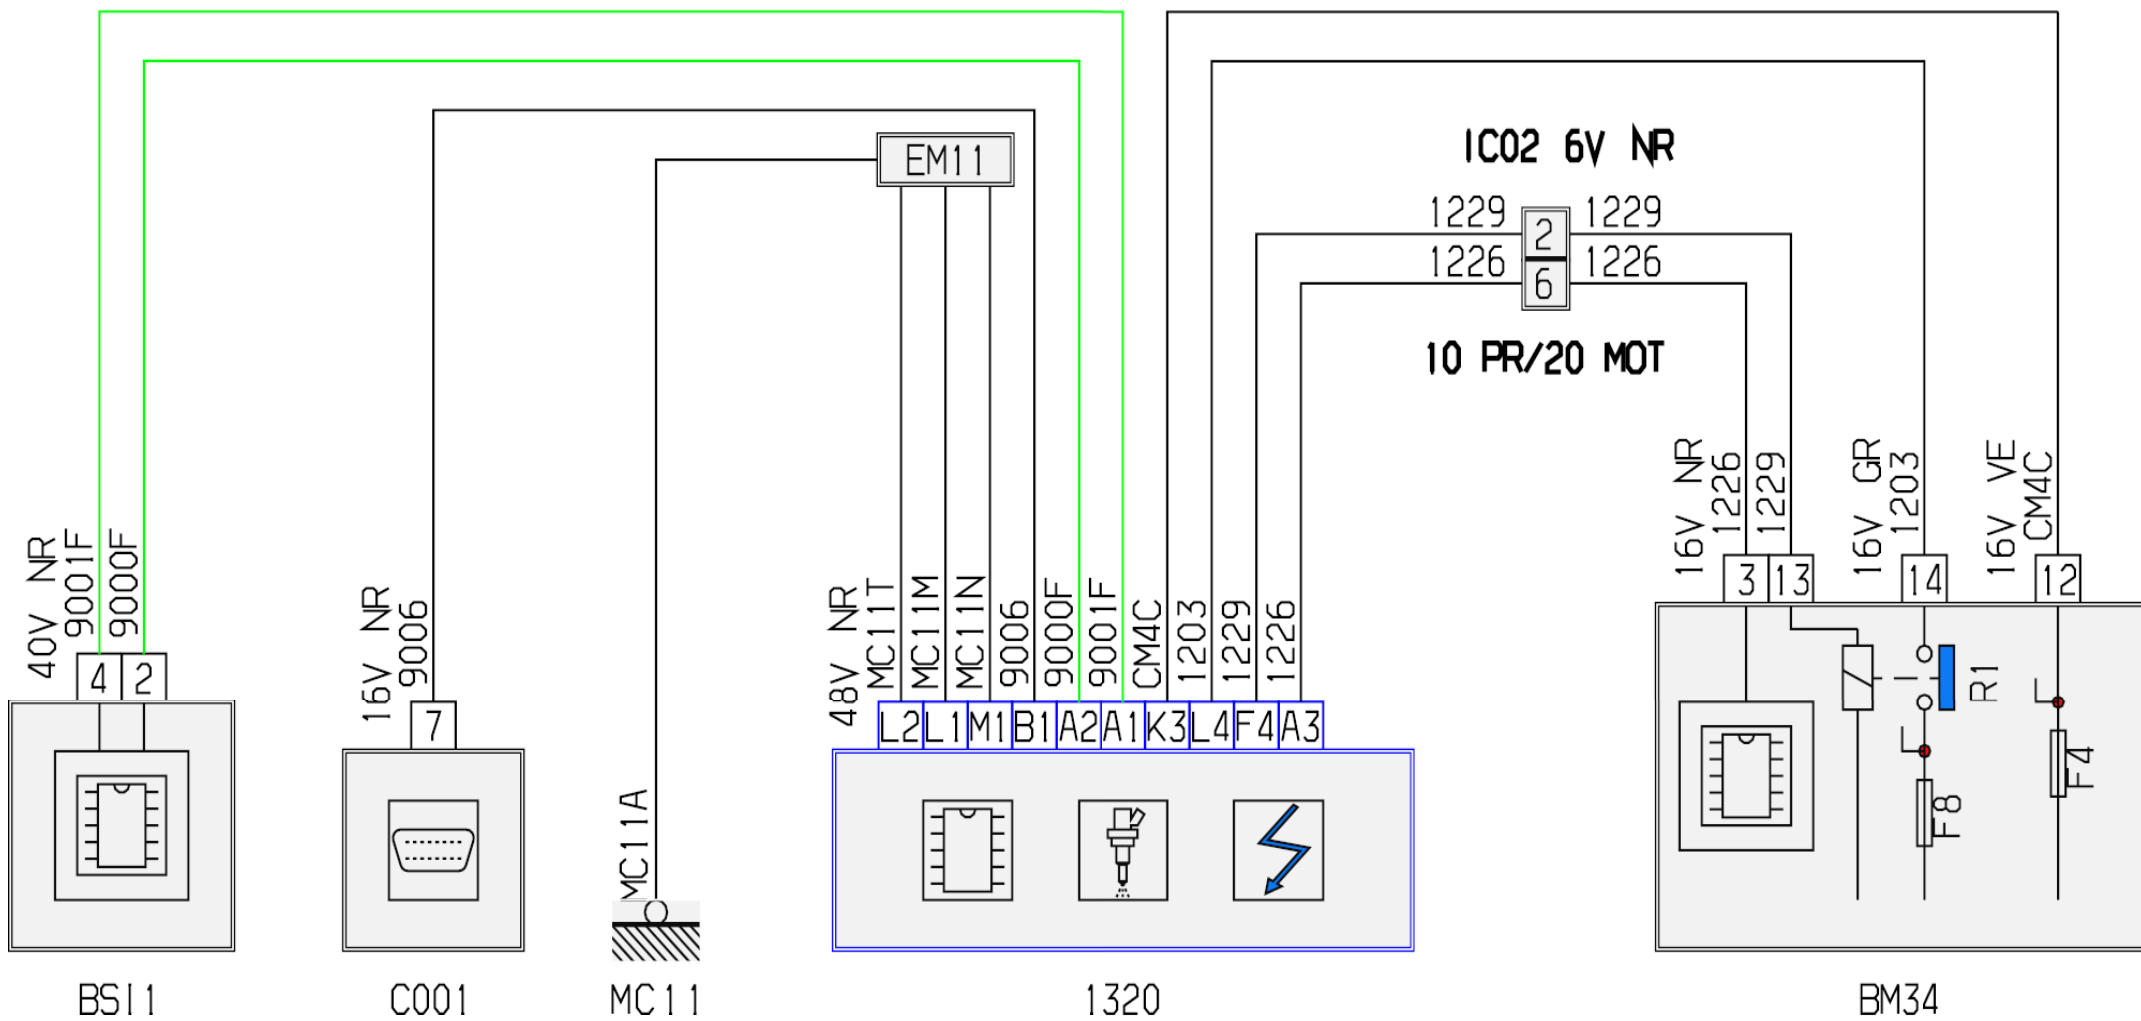 EM11
IC02 6V NR
1229
1229
2
1226
1226
6
10 PR/20 MOT
40V NR
9001F
9000F
16V NR
9006
MC11A
48V NR
MC11T
MC11M
MC11N
9006
9000F
9001F
CM4C
1203
1229
1226
16V NR
1226
1229
16V GR
1203
16V VE
CM4C
4
2
7
L2
L1
M1
B1
A2
A1
K3
L4
F4
A3
3
13
14
12
R1
F8
F4
BSI1
C001
MC11
1320
BM34